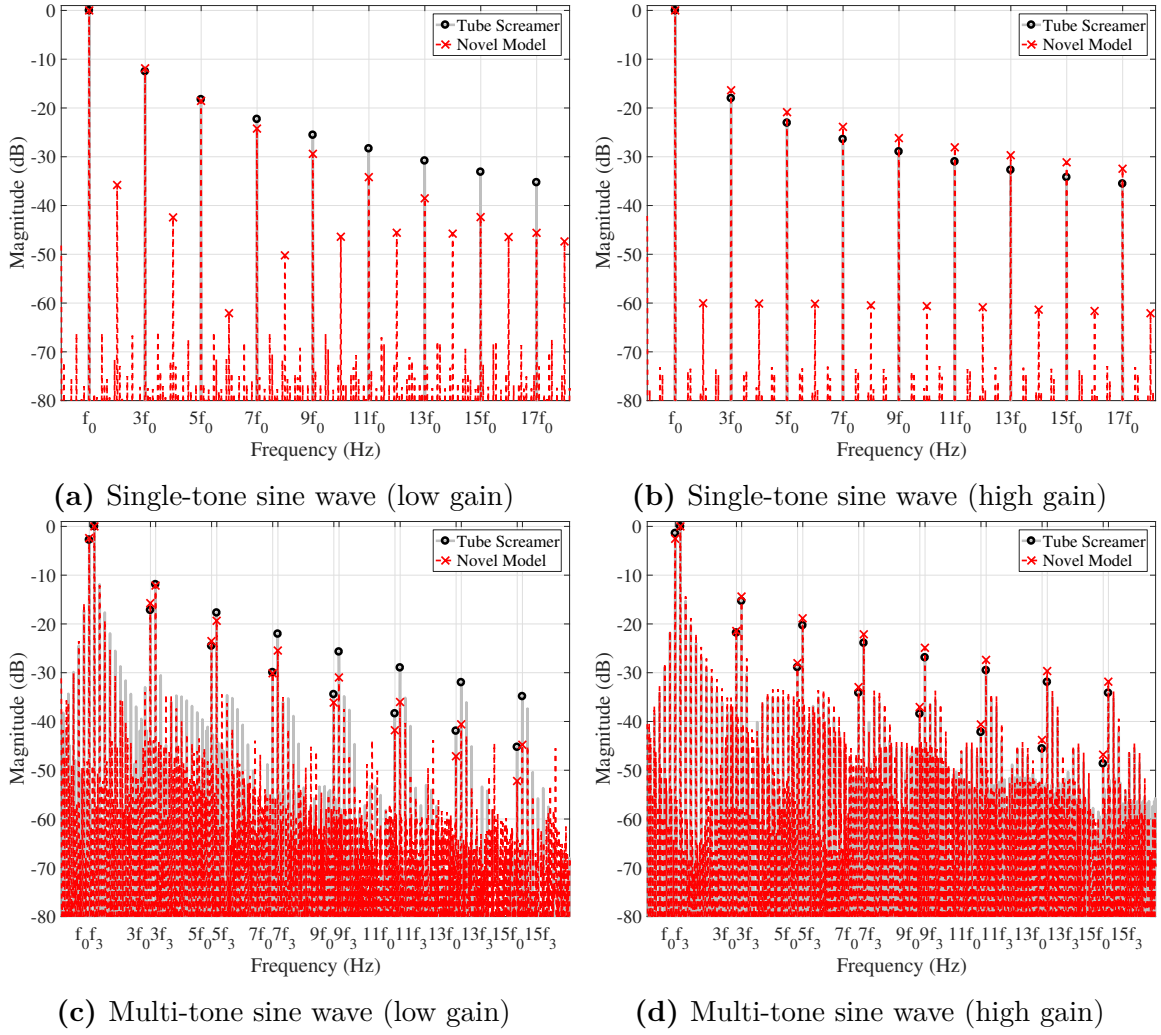 0
-10
-20
-30
-40
-50
-60
-70
-80
Magnitude (dB)
Tube Screamer
Novel Model
f₀ 3f₀ 5f₀ 7f₀ 9f₀ 11f₀ 13f₀ 15f₀ 17f₀
Frequency (Hz)
(a) Single-tone sine wave (low gain)
0
-10
-20
-30
-40
-50
-60
-70
-80
Magnitude (dB)
Tube Screamer
Novel Model
f₀ 3f₀ 5f₀ 7f₀ 9f₀ 11f₀ 13f₀ 15f₀ 17f₀
Frequency (Hz)
(b) Single-tone sine wave (high gain)
0
-10
-20
-30
-40
-50
-60
-70
-80
Magnitude (dB)
Tube Screamer
Novel Model
f₀f₃ 3f₀3f₃ 5f₀5f₃ 7f₀7f₃ 9f₀9f₃ 11f₀11f₃ 13f₀13f₃ 15f₀15f₃
Frequency (Hz)
(c) Multi-tone sine wave (low gain)
0
-10
-20
-30
-40
-50
-60
-70
-80
Magnitude (dB)
Tube Screamer
Novel Model
f₀f₃ 3f₀3f₃ 5f₀5f₃ 7f₀7f₃ 9f₀9f₃ 11f₀11f₃ 13f₀13f₃ 15f₀15f₃
Frequency (Hz)
(d) Multi-tone sine wave (high gain)